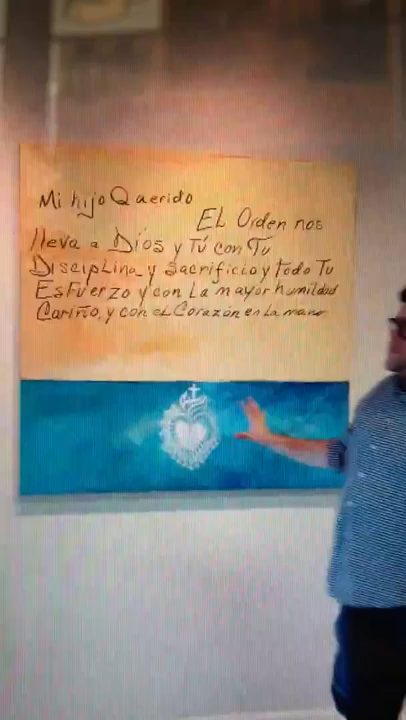 Mi hijo Querido
EL Orden nos
lleva a Dios y Tú con Tu
Disciplina y Sacrificio y Todo Tu
Esfuerzo y con La mayor humildad
Cariño, y con el Corazón en La mano